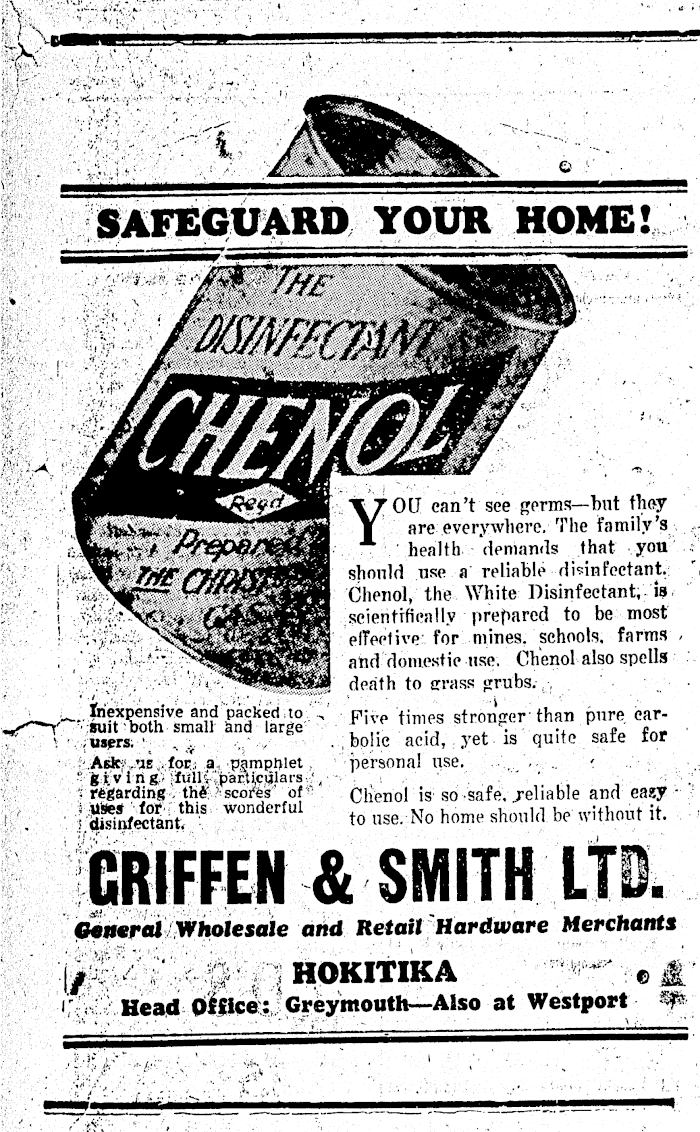 SAFEGUARD YOUR HOME!
THE
DISINFECTANT
CHENOL
Regd
Prepared
THE CHRIST
GAS
YOU can't see germs—but they
are everywhere. The family's
health demands that you
should use a reliable disinfectant.
Chenol, the White Disinfectant, is
scientifically prepared to be most
effective for mines, schools, farms
and domestic use. Chenol also spells
death to grass grubs.
Five times stronger than pure car-
bolic acid, yet is quite safe for
personal use.
Chenol is so safe, reliable and easy
to use. No home should be without it.
Inexpensive and packed to
suit both small and large
users.
Ask us for a pamphlet
giving full particulars
regarding the scores of
uses for this wonderful
disinfectant.
GRIFFEN & SMITH LTD.
General Wholesale and Retail Hardware Merchants
HOKITIKA
Head Office: Greymouth—Also at Westport